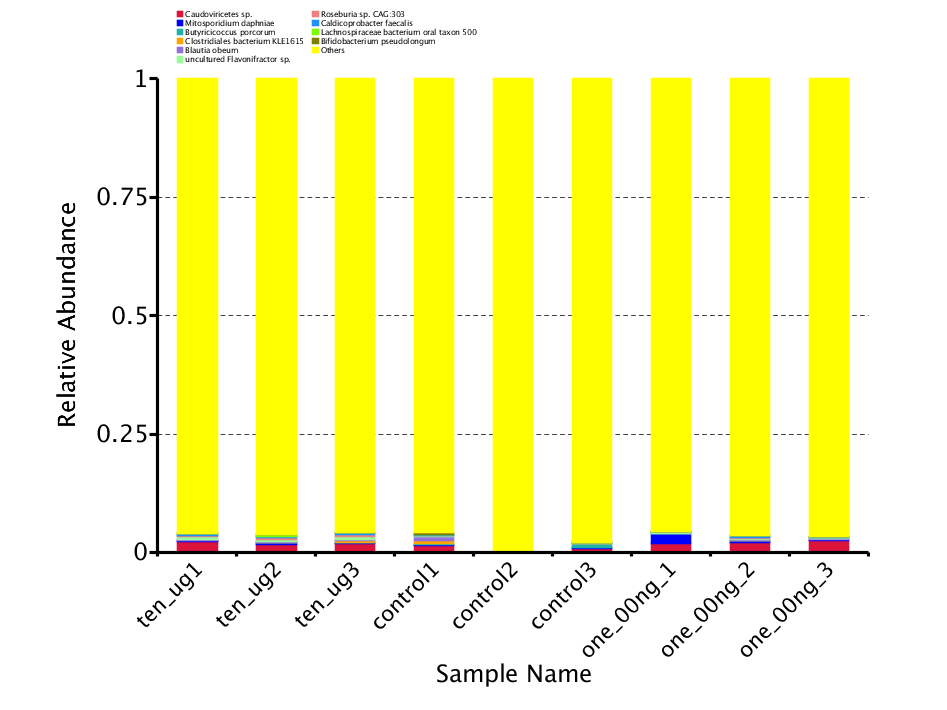 Caudoviricetes sp.
Mitosporidium daphniae
Butyricicoccus porcorum
Clostridiales bacterium KLE1615
Blautia obeum
uncultured Flavonifractor sp.
Roseburia sp. CAG:303
Caldicoprobacter faecalis
Lachnospiraceae bacterium oral taxon 500
Bifidobacterium pseudolongum
Others
1
0.75
0.5
0.25
0
Relative Abundance
ten_ug1
ten_ug2
ten_ug3
control1
control2
control3
one_00ng_1
one_00ng_2
one_00ng_3
Sample Name